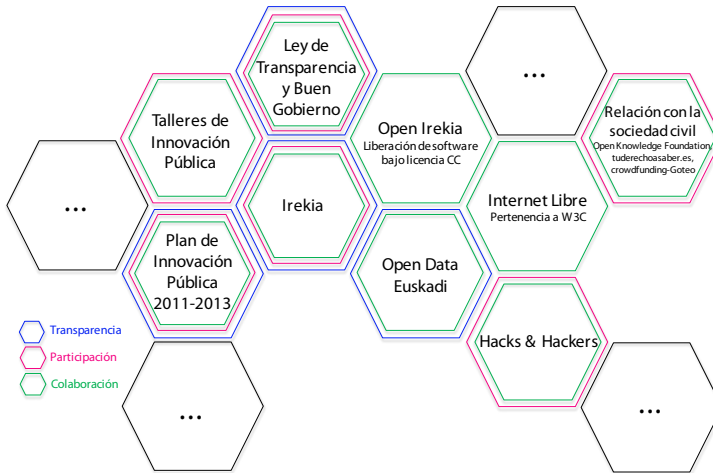 Ley de
Transparencia
y Buen
Gobierno
...
Talleres de
Innovación
Pública
Open Irekia
Liberación de software
bajo licencia CC
Relación con la
sociedad civil
Open Knowledge Foundation,
tuderechoasaber.es,
crowdfunding-Goteo
...
Irekia
Internet Libre
Pertenencia a W3C
Plan de
Innovación
Pública
2011-2013
Open Data
Euskadi
Hacks & Hackers
Transparencia
Participación
Colaboración
...
...